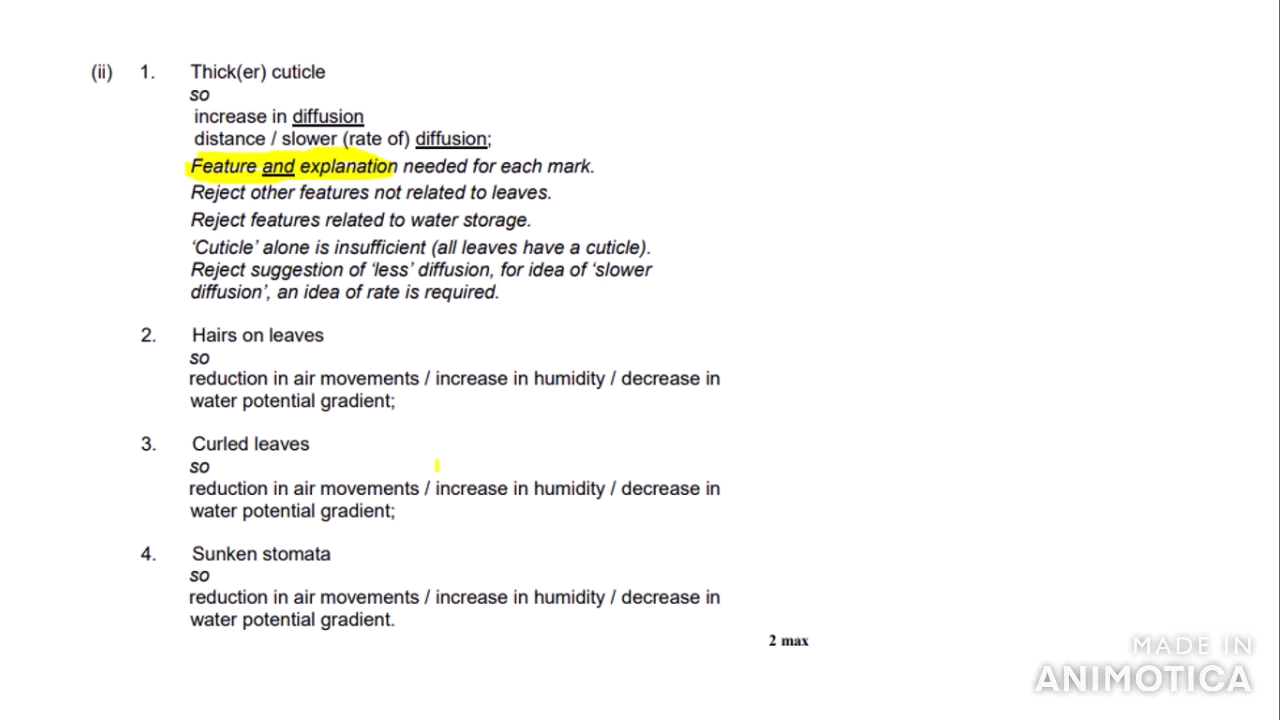 (ii) 1. Thick(er) cuticle
so
increase in diffusion
distance / slower (rate of) diffusion;
Feature and explanation needed for each mark.
Reject other features not related to leaves.
Reject features related to water storage.
‘Cuticle’ alone is insufficient (all leaves have a cuticle).
Reject suggestion of ‘less’ diffusion, for idea of ‘slower
diffusion’, an idea of rate is required.
2. Hairs on leaves
so
reduction in air movements / increase in humidity / decrease in
water potential gradient;
3. Curled leaves
so
reduction in air movements / increase in humidity / decrease in
water potential gradient;
4. Sunken stomata
so
reduction in air movements / increase in humidity / decrease in
water potential gradient.
2 max
MADE IN
ANIMOTICA